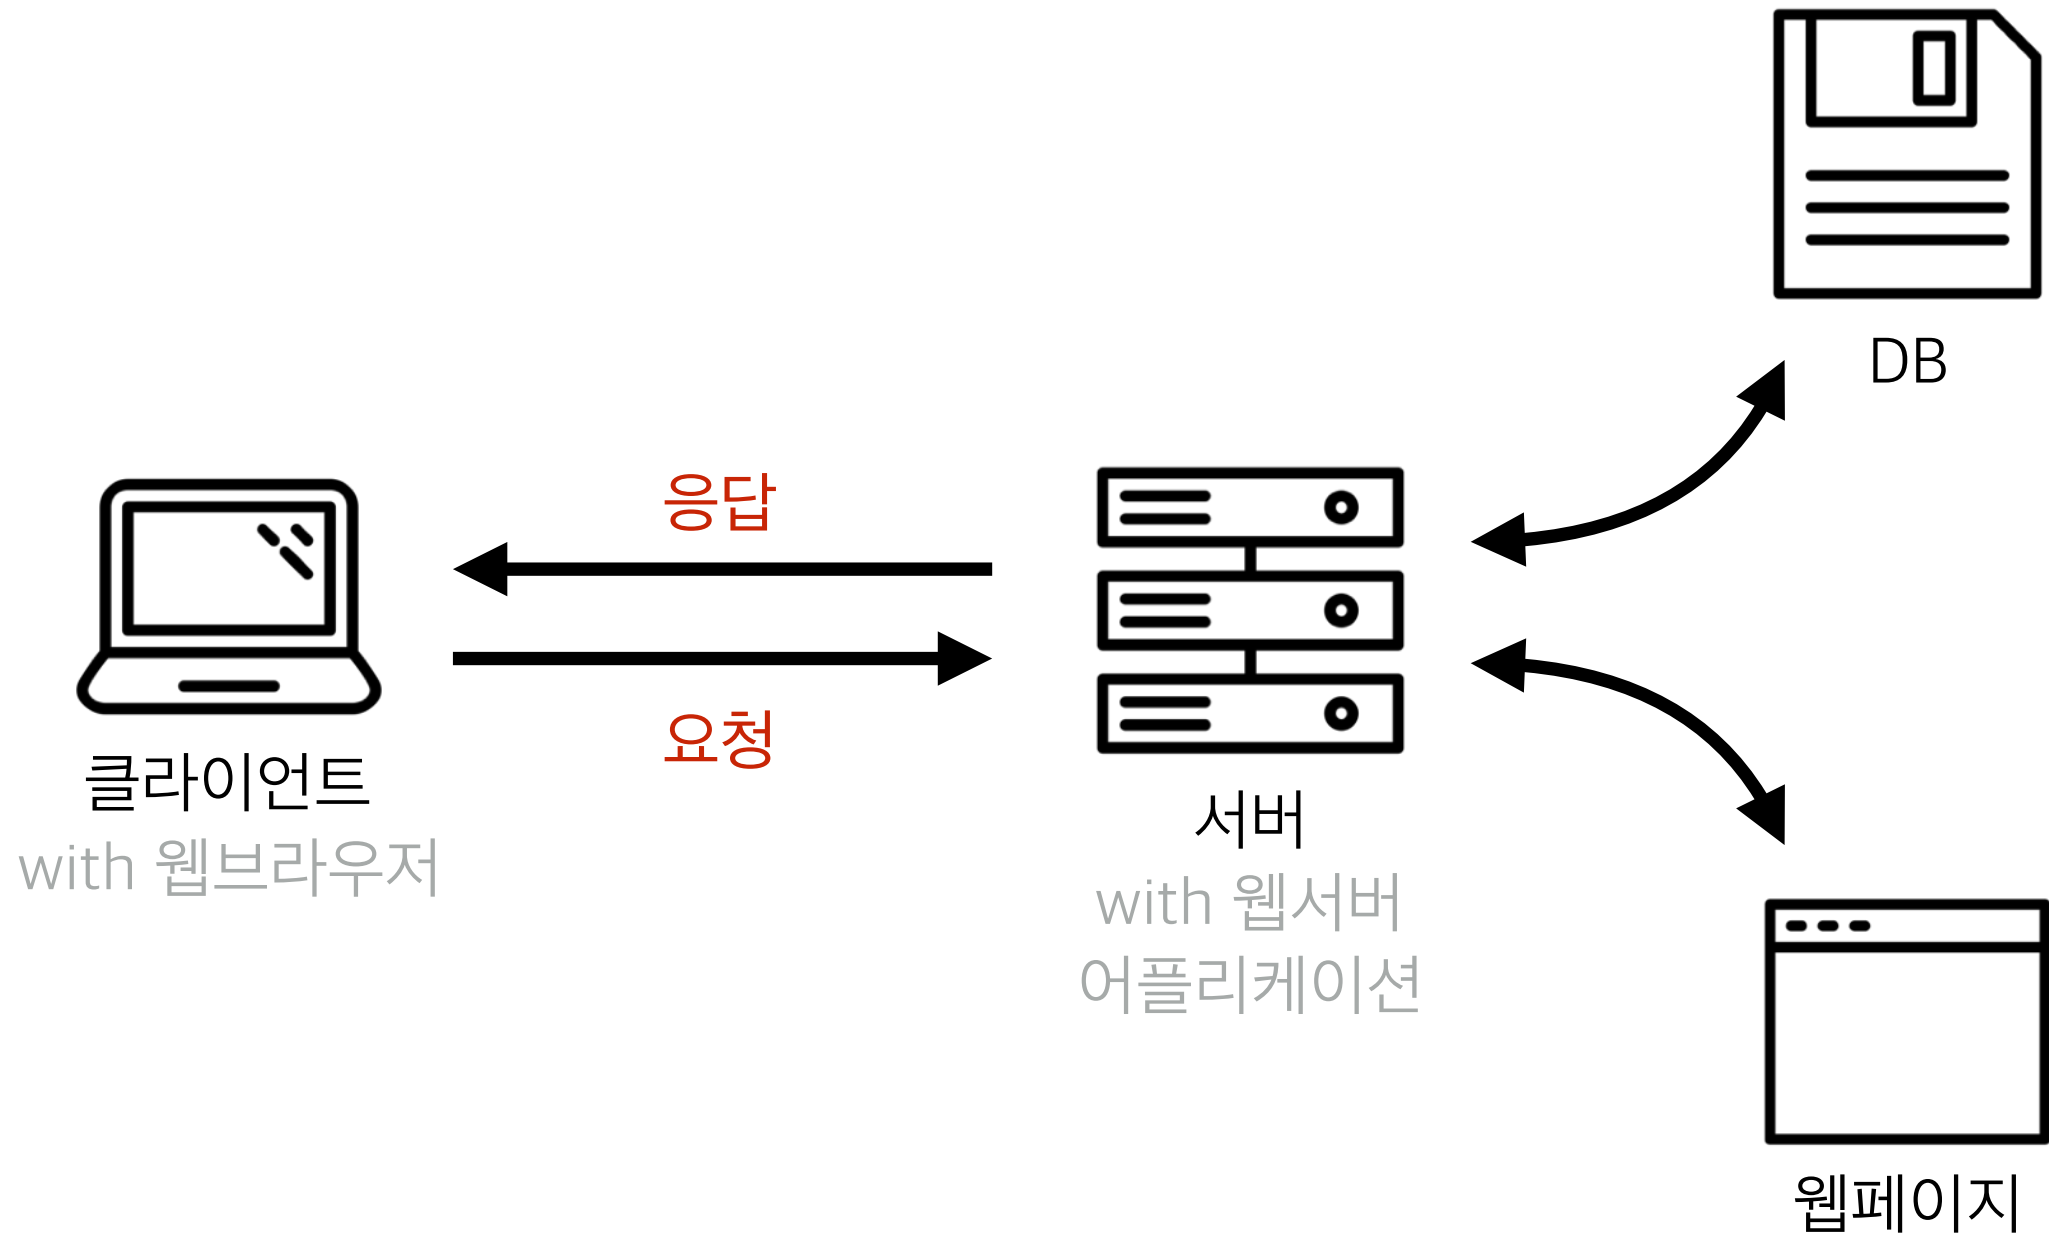 DB
응답
요청
클라이언트
with 웹브라우저
서버
with 웹서버
어플리케이션
웹페이지